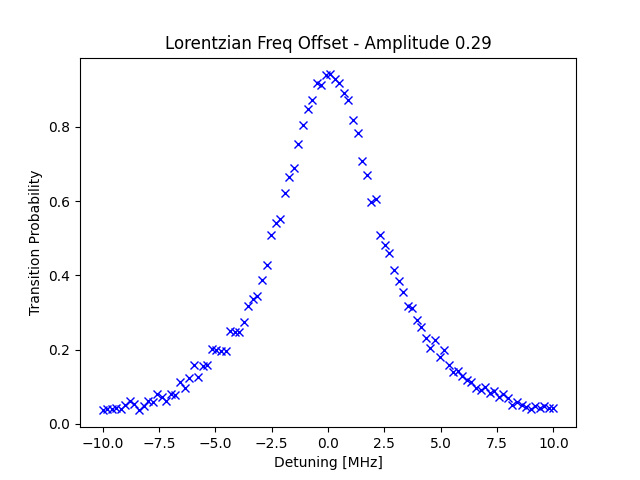 Lorentzian Freq Offset - Amplitude 0.29
Transition Probability
0.8
0.6
0.4
0.2
0.0
−10.0 −7.5 −5.0 −2.5 0.0 2.5 5.0 7.5 10.0
Detuning [MHz]